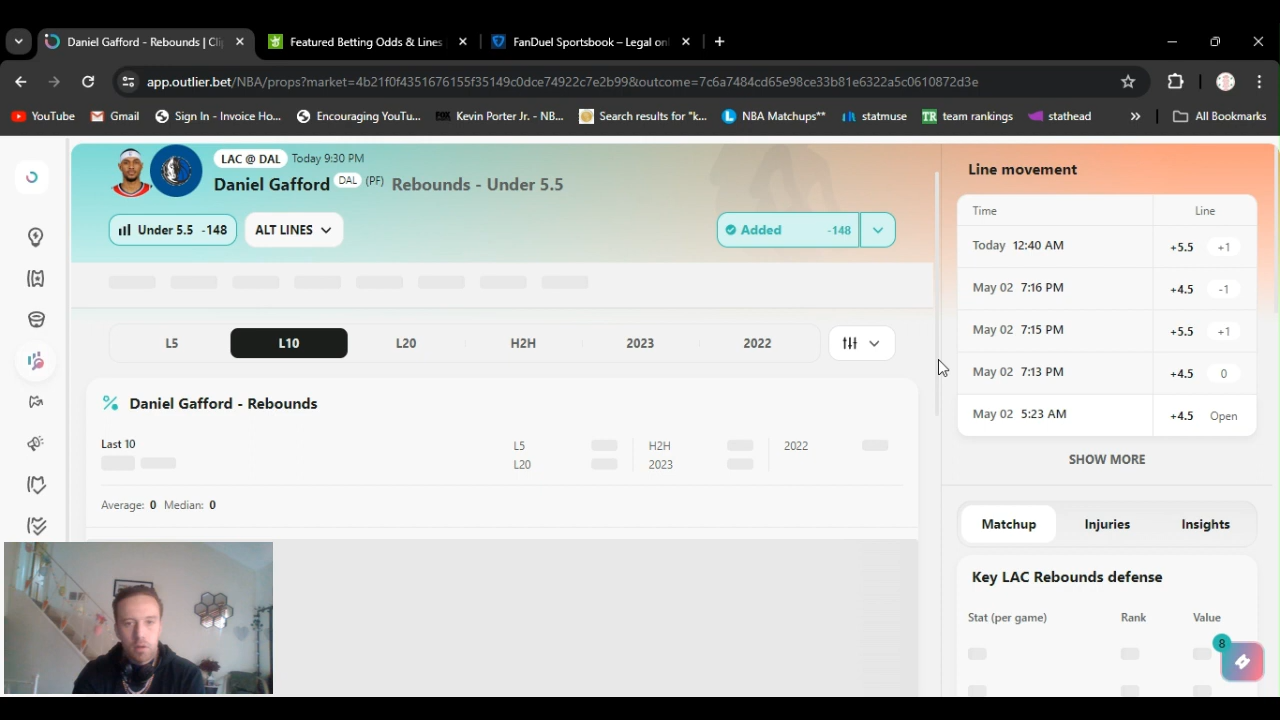 Daniel Gafford - Rebounds | Cli
Featured Betting Odds & Lines
FanDuel Sportsbook – Legal on
app.outlier.bet/NBA/props?market=4b21f0f4351676155f35149c0dce74922c7e2b99&outcome=7c6a7484cd65e98ce33b81e6322a5c0610872d3e
YouTube
Gmail
Sign In - Invoice Ho...
Encouraging YouTu...
Kevin Porter Jr. - NB...
Search results for "k...
NBA Matchups**
statmuse
team rankings
stathead
»
All Bookmarks
LAC @ DAL Today 9:30 PM
Daniel Gafford DAL (PF) Rebounds - Under 5.5
Under 5.5 -148
ALT LINES
Added -148
L5 L10 L20 H2H 2023 2022
Daniel Gafford - Rebounds
Last 10
L5 H2H 2022
L20 2023
Average: 0 Median: 0
Line movement
Time Line
Today 12:40 AM +5.5 +1
May 02 7:16 PM +4.5 -1
May 02 7:15 PM +5.5 +1
May 02 7:13 PM +4.5 0
May 02 5:23 AM +4.5 Open
SHOW MORE
Matchup Injuries Insights
Key LAC Rebounds defense
Stat (per game) Rank Value
8